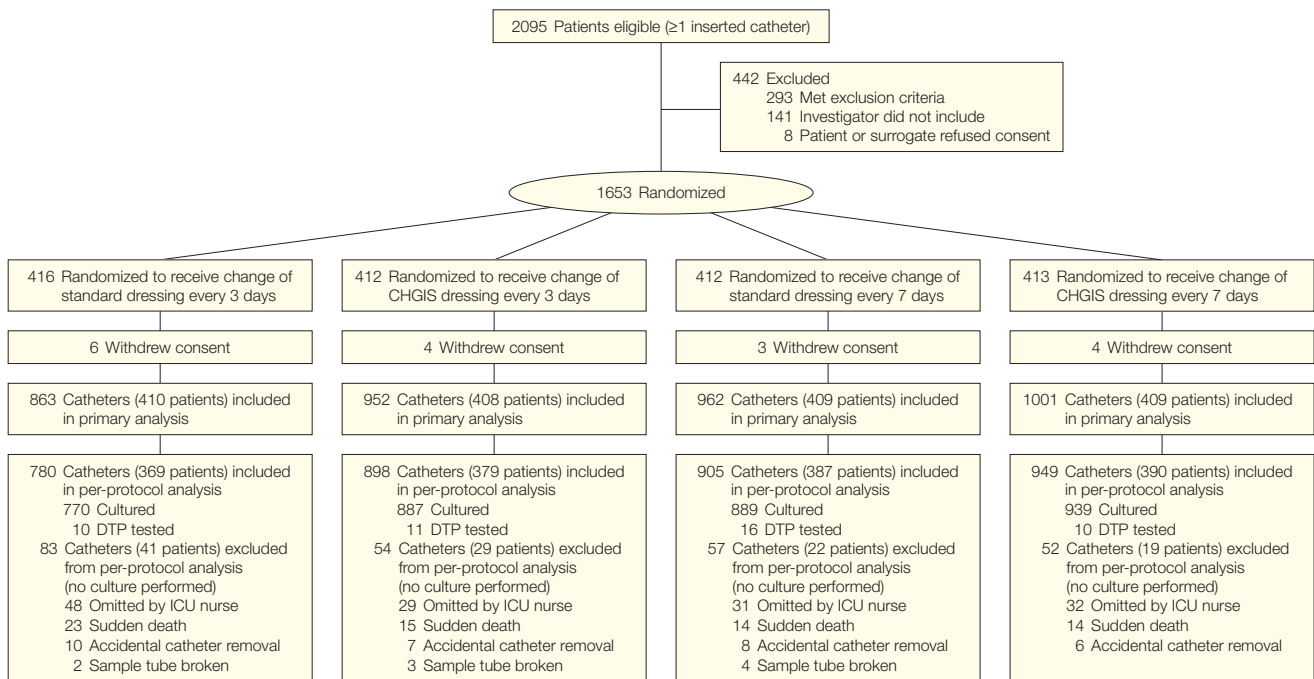 2095 Patients eligible (≥1 inserted catheter)
442 Excluded
293 Met exclusion criteria
141 Investigator did not include
8 Patient or surrogate refused consent
1653 Randomized
416 Randomized to receive change of
standard dressing every 3 days
412 Randomized to receive change of
CHGIS dressing every 3 days
412 Randomized to receive change of
standard dressing every 7 days
413 Randomized to receive change of
CHGIS dressing every 7 days
6 Withdrew consent
4 Withdrew consent
3 Withdrew consent
4 Withdrew consent
863 Catheters (410 patients) included
in primary analysis
952 Catheters (408 patients) included
in primary analysis
962 Catheters (409 patients) included
in primary analysis
1001 Catheters (409 patients) included
in primary analysis
780 Catheters (369 patients) included
in per-protocol analysis
770 Cultured
10 DTP tested
83 Catheters (41 patients) excluded
from per-protocol analysis
(no culture performed)
48 Omitted by ICU nurse
23 Sudden death
10 Accidental catheter removal
2 Sample tube broken
898 Catheters (379 patients) included
in per-protocol analysis
887 Cultured
11 DTP tested
54 Catheters (29 patients) excluded
from per-protocol analysis
(no culture performed)
29 Omitted by ICU nurse
15 Sudden death
7 Accidental catheter removal
3 Sample tube broken
905 Catheters (387 patients) included
in per-protocol analysis
889 Cultured
16 DTP tested
57 Catheters (22 patients) excluded
from per-protocol analysis
(no culture performed)
31 Omitted by ICU nurse
14 Sudden death
8 Accidental catheter removal
4 Sample tube broken
949 Catheters (390 patients) included
in per-protocol analysis
939 Cultured
10 DTP tested
52 Catheters (19 patients) excluded
from per-protocol analysis
(no culture performed)
32 Omitted by ICU nurse
14 Sudden death
6 Accidental catheter removal